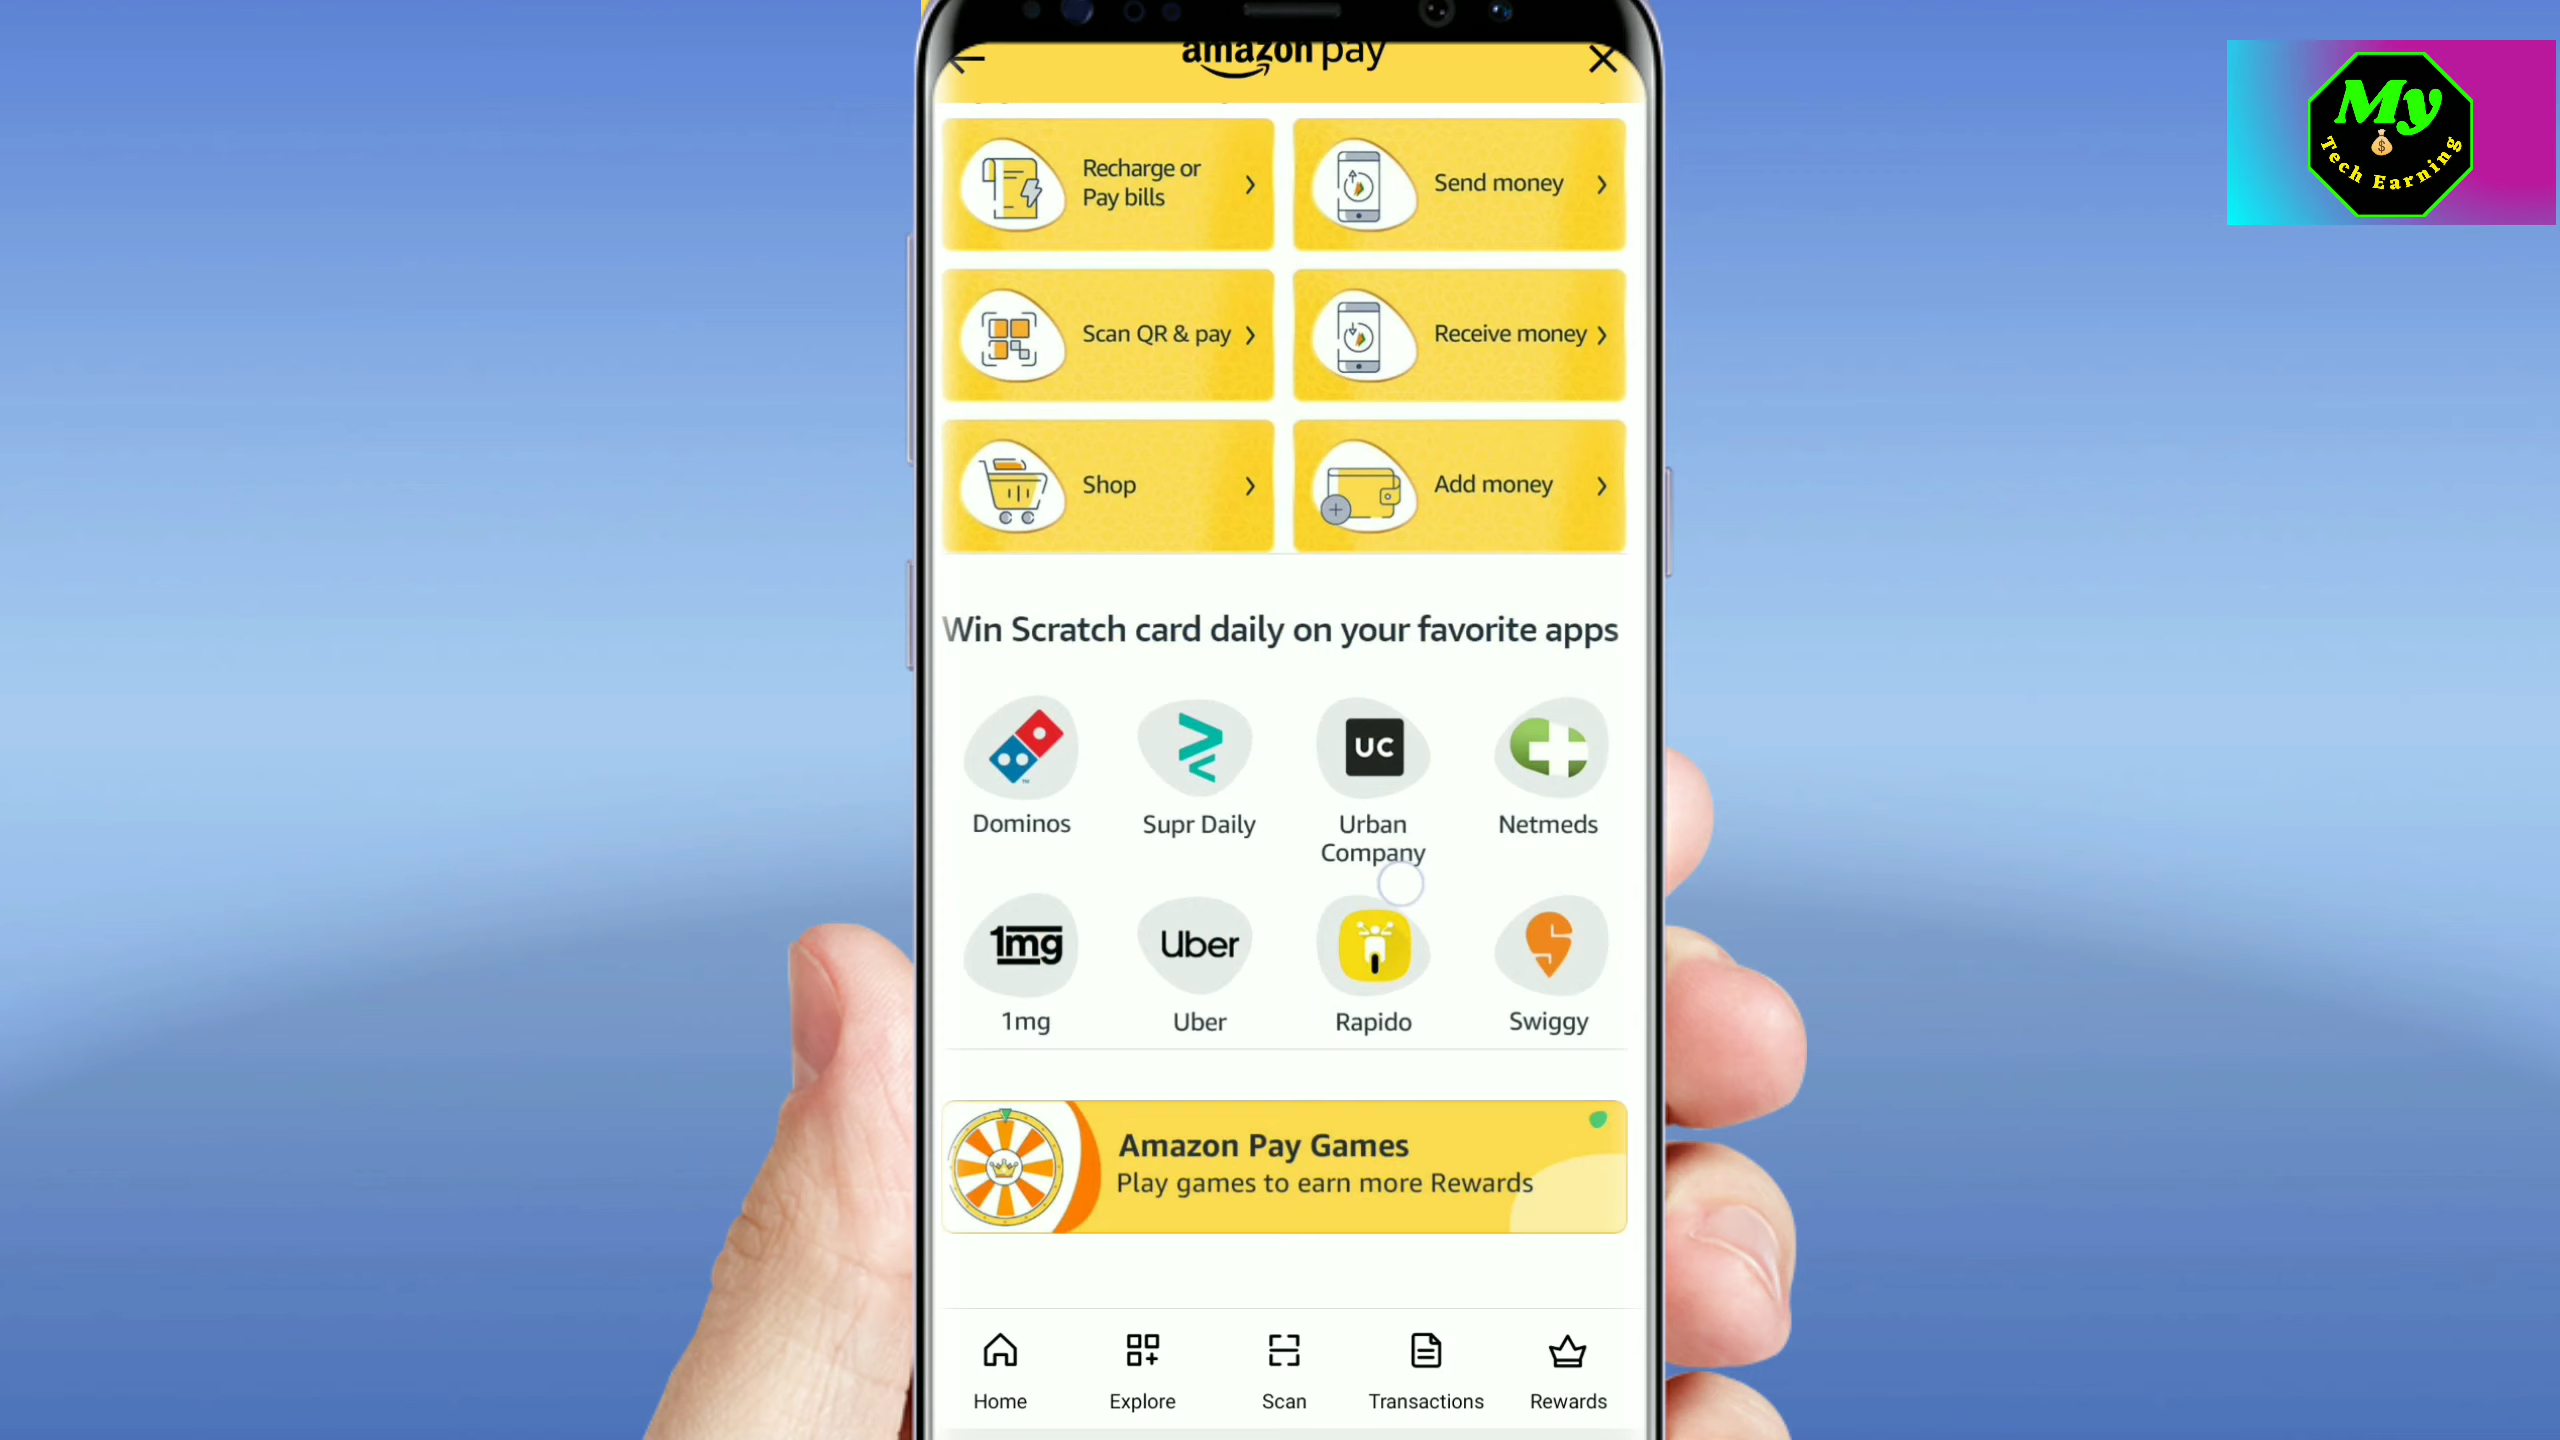 amazon pay
My
Tech Earning
Recharge or
Pay bills
Send money
Scan QR & pay
Receive money
Shop
Add money
Win Scratch card daily on your favorite apps
UC
Dominos
Supr Daily
Urban
Company
Netmeds
1mg
Uber
1mg
Uber
Rapido
Swiggy
Amazon Pay Games
Play games to earn more Rewards
Home
Explore
Scan
Transactions
Rewards